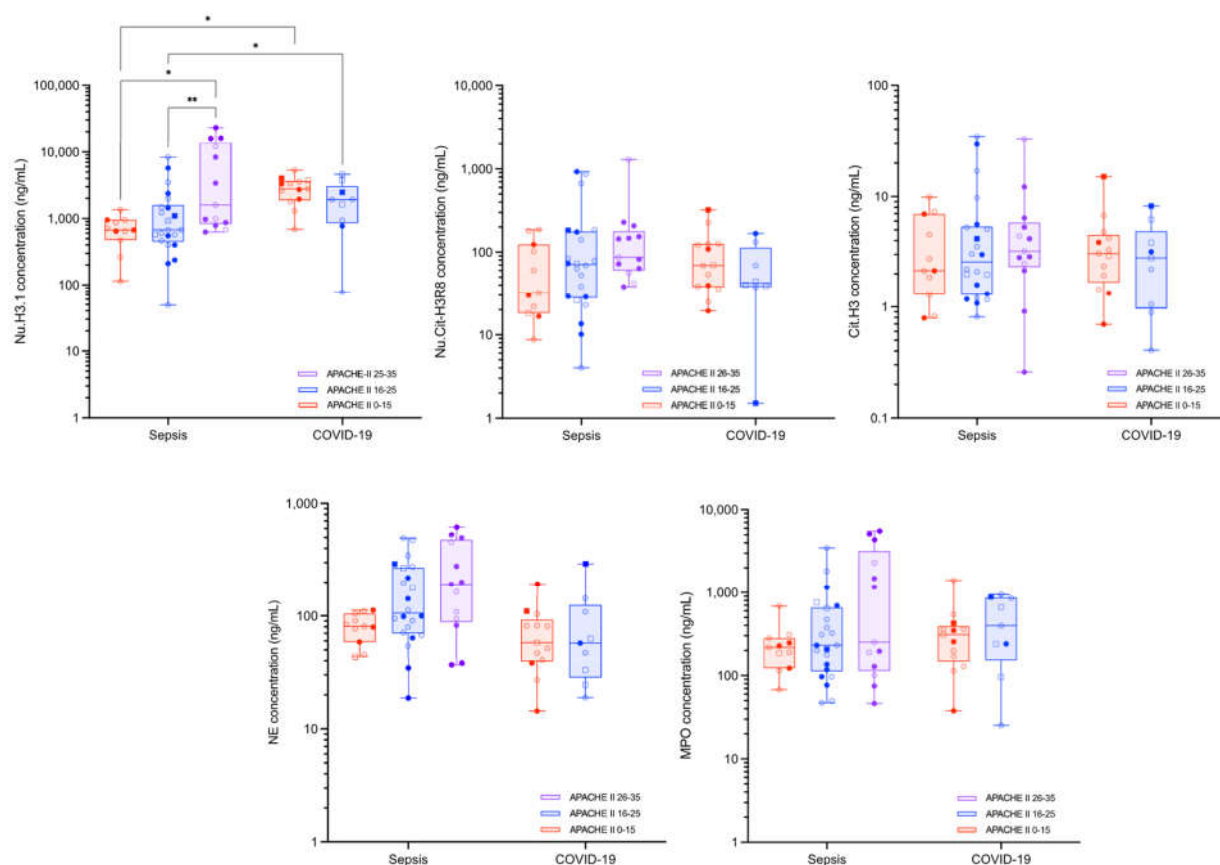 *
*
*
**
100,000
10,000
1,000
100
10
1
Nu.H3.1 concentration (ng/mL)
APACHE-II 25-35
APACHE II 16-25
APACHE II 0-15
Sepsis
COVID-19
10,000
1,000
100
10
1
Nu.Cit-H3R8 concentration (ng/mL)
APACHE II 26-35
APACHE II 16-25
APACHE II 0-15
Sepsis
COVID-19
100
10
1
0.1
Cit.H3 concentration (ng/mL)
APACHE II 26-35
APACHE II 16-25
APACHE II 0-15
Sepsis
COVID-19
1,000
100
10
1
NE concentration (ng/mL)
APACHE II 26-35
APACHE II 16-25
APACHE II 0-15
Sepsis
COVID-19
10,000
1,000
100
10
1
MPO concentration (ng/mL)
APACHE II 26-35
APACHE II 16-25
APACHE II 0-15
Sepsis
COVID-19